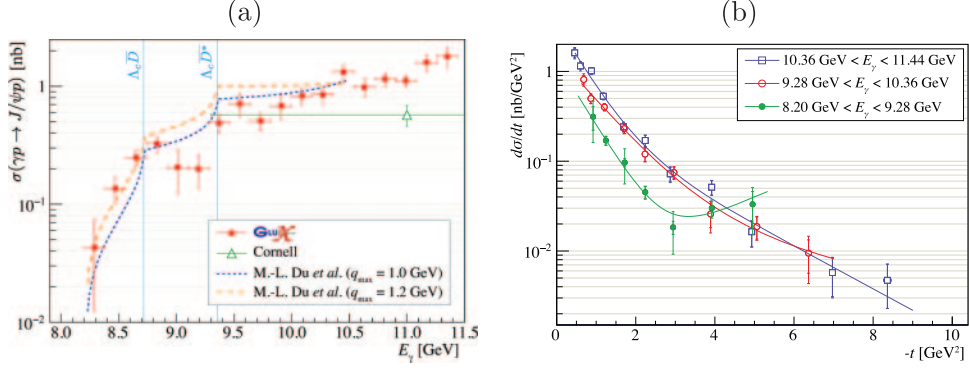 (a)
(b)
σ(γp → J/ψp) [nb]
1
10⁻¹
10⁻²
Λ_c D̄
Λ_c D̄*
GlueX
Cornell
M.-L. Du et al. (q_max = 1.0 GeV)
M.-L. Du et al. (q_max = 1.2 GeV)
8.0 8.5 9.0 9.5 10.0 10.5 11.0 11.5
E_γ [GeV]
dσ/dt [nb/GeV²]
1
10⁻¹
10⁻²
10.36 GeV < E_γ < 11.44 GeV
9.28 GeV < E_γ < 10.36 GeV
8.20 GeV < E_γ < 9.28 GeV
0 2 4 6 8 10
-t [GeV²]